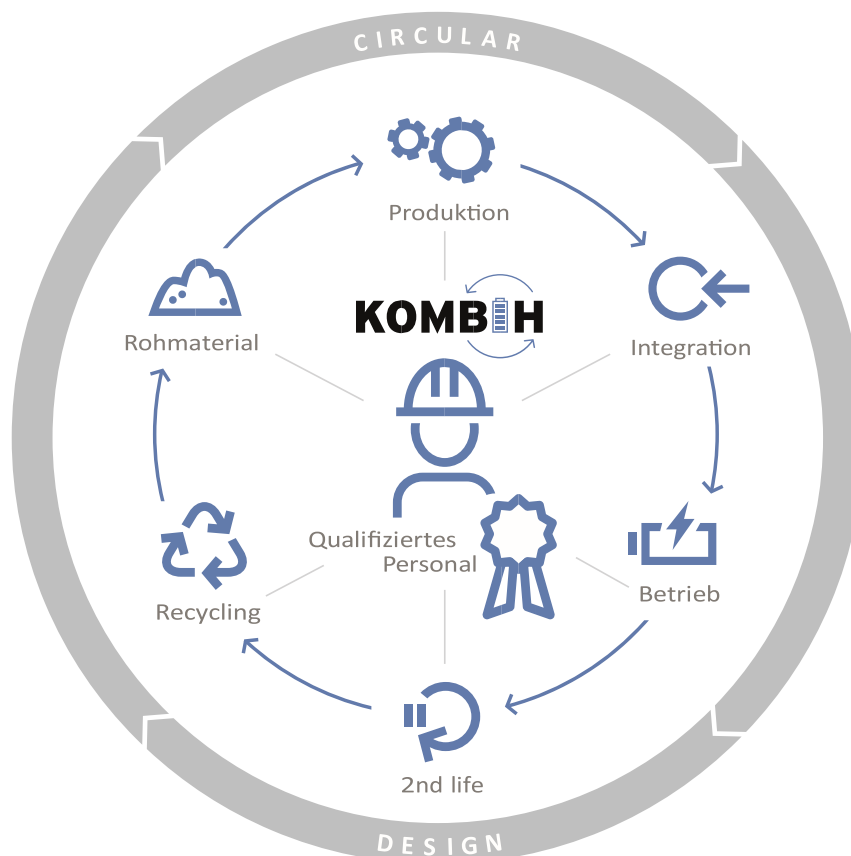 CIRCULAR
Produktion
KOMBIH
Rohmaterial
Integration
Qualifiziertes
Personal
Betrieb
Recycling
2nd life
DESIGN